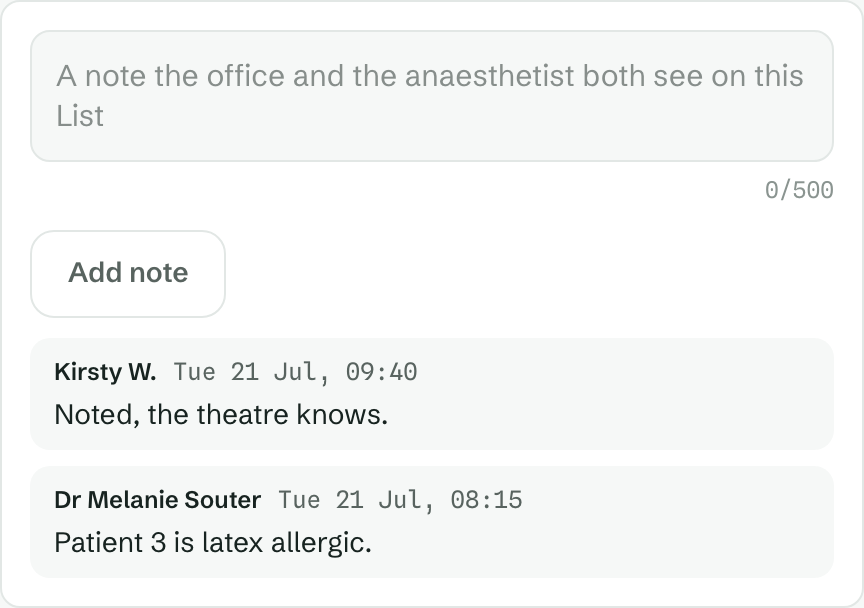 A note the office and the anaesthetist both see on this
List
0/500
Add note
Kirsty W. Tue 21 Jul, 09:40
Noted, the theatre knows.
Dr Melanie Souter Tue 21 Jul, 08:15
Patient 3 is latex allergic.